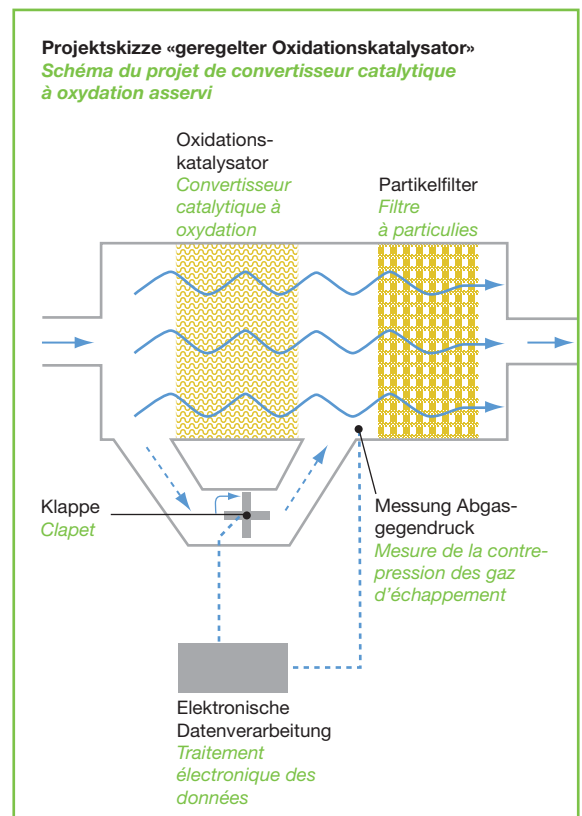 Projektskizze «geregelter Oxidationskatalysator»
Schéma du projet de convertisseur catalytique
à oxydation asservi
Oxidations-
katalysator
Convertisseur
catalytique à
oxydation
Partikelfilter
Filtre
à particulies
Klappe
Clapet
Messung Abgas-
gegendruck
Mesure de la contre-
pression des gaz
d'échappement
Elektronische
Datenverarbeitung
Traitement
électronique des
données